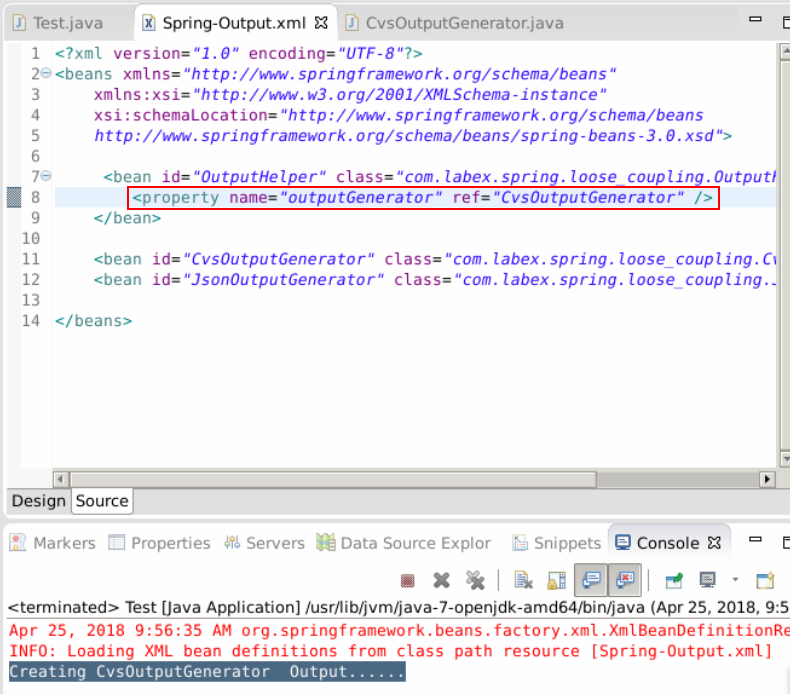 Test.java Spring-Output.xml CvsOutputGenerator.java
1 <?xml version="1.0" encoding="UTF-8"?>
2 <beans xmlns="http://www.springframework.org/schema/beans"
3 xmlns:xsi="http://www.w3.org/2001/XMLSchema-instance"
4 xsi:schemaLocation="http://www.springframework.org/schema/beans
5 http://www.springframework.org/schema/beans/spring-beans-3.0.xsd">
6
7 <bean id="OutputHelper" class="com.labex.spring.loose_coupling.OutputH
8 <property name="outputGenerator" ref="CvsOutputGenerator" />
9 </bean>
10
11 <bean id="CvsOutputGenerator" class="com.labex.spring.loose_coupling.Cv
12 <bean id="JsonOutputGenerator" class="com.labex.spring.loose_coupling.J
13
14 </beans>
Design Source
Markers Properties Servers Data Source Explor Snippets Console
<terminated> Test [Java Application] /usr/lib/jvm/java-7-openjdk-amd64/bin/java (Apr 25, 2018, 9:5
Apr 25, 2018 9:56:35 AM org.springframework.beans.factory.xml.XmlBeanDefinitionRe
INFO: Loading XML bean definitions from class path resource [Spring-Output.xml]
Creating CvsOutputGenerator  Output......